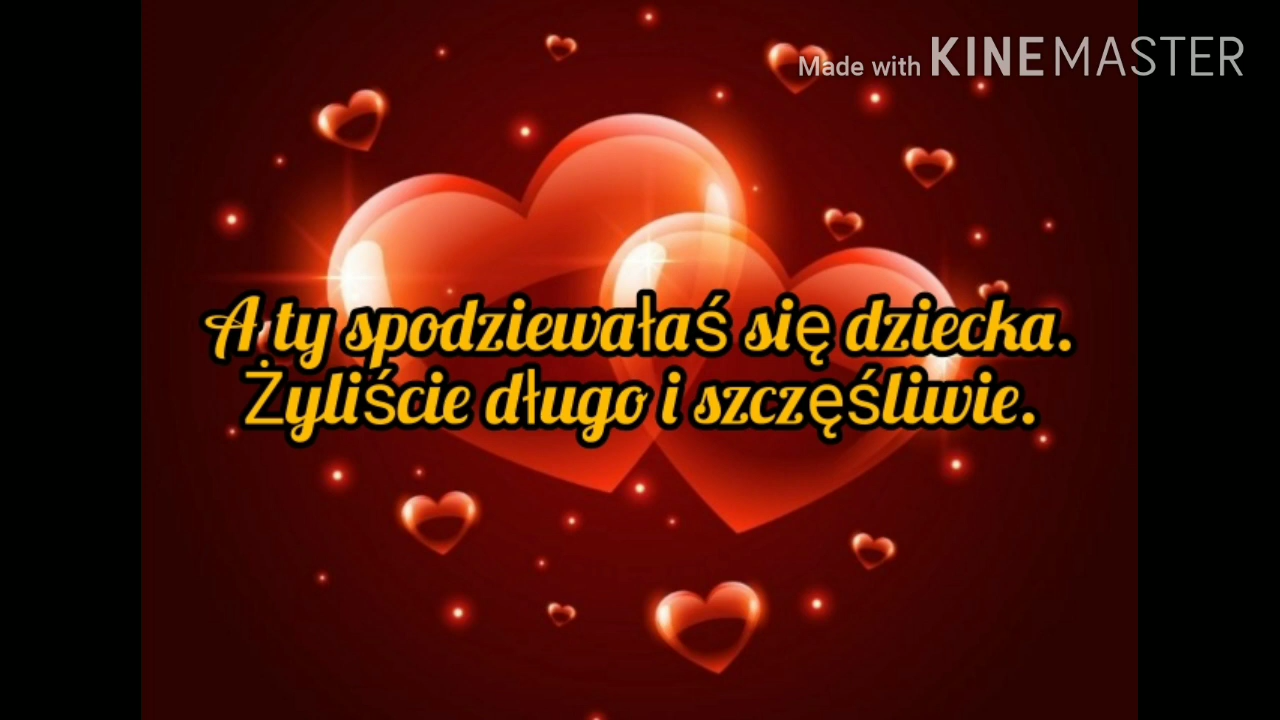 Made with KINEMASTER
A ty spodziewałaś się dziecka.
Żyliście długo i szczęśliwie.